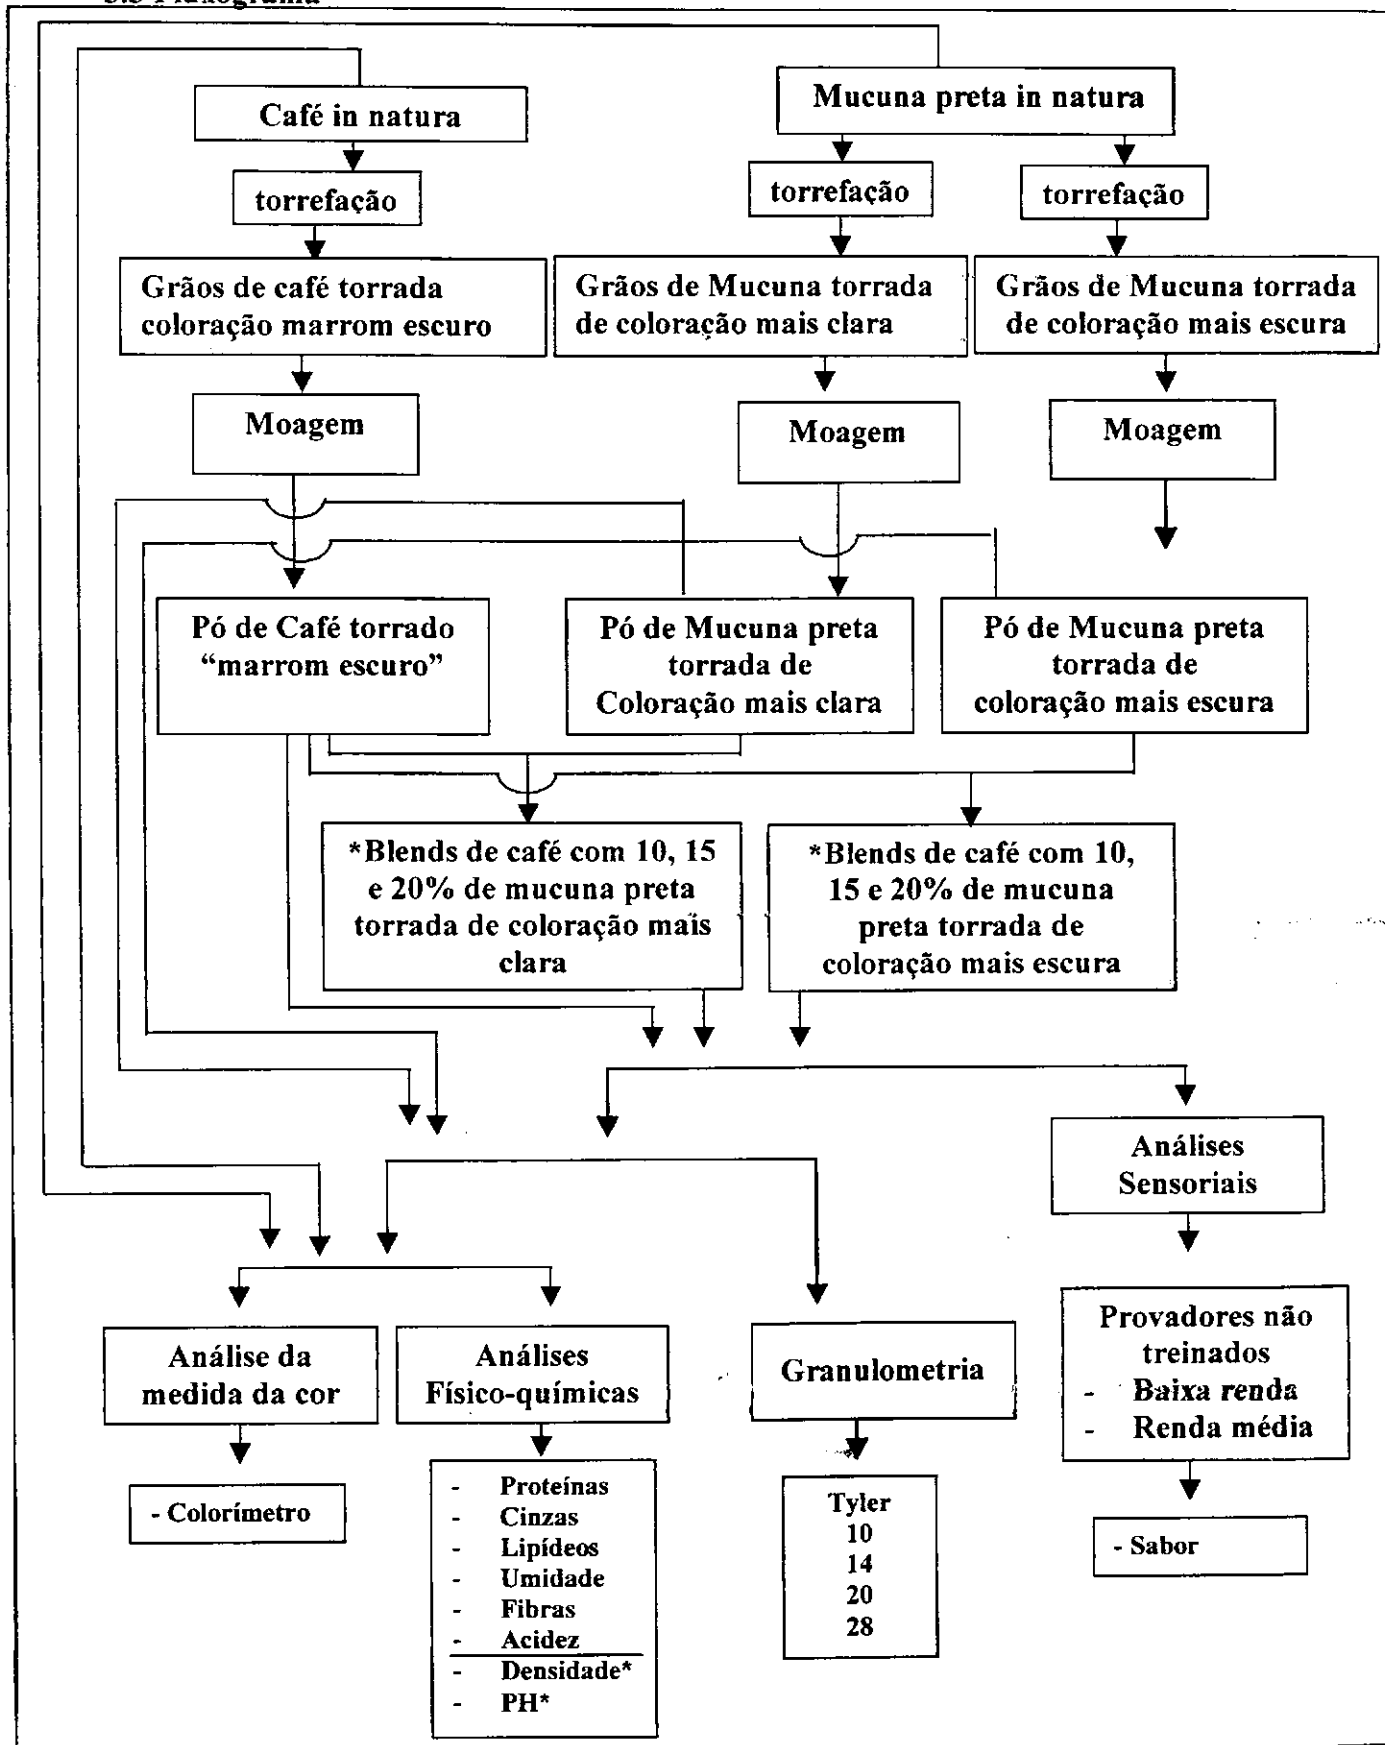 3.3 Fluxograma
Café in natura
Mucuna preta in natura
torrefação
torrefação
torrefação
Grãos de café torrada
coloração marrom escuro
Grãos de Mucuna torrada
de coloração mais clara
Grãos de Mucuna torrada
de coloração mais escura
Moagem
Moagem
Moagem
Pó de Café torrado
“marrom escuro”
Pó de Mucuna preta
torrada de
Coloração mais clara
Pó de Mucuna preta
torrada de
coloração mais escura
*Blends de café com 10, 15
e 20% de mucuna preta
torrada de coloração mais
clara
*Blends de café com 10,
15 e 20% de mucuna
preta torrada de
coloração mais escura
Análises
Sensoriais
Análise da
medida da cor
Análises
Físico-químicas
Granulometria
Provadores não
treinados
- Baixa renda
- Renda média
- Colorímetro
- Proteínas
- Cinzas
- Lipídeos
- Umidade
- Fibras
- Acidez
- Densidade*
- PH*
Tyler
10
14
20
28
- Sabor